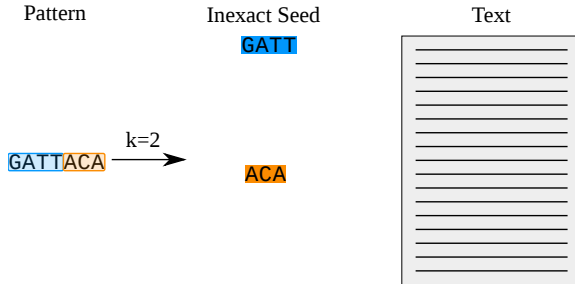 Pattern
Inexact Seed
Text
GATT
k=2
GATTACA
ACA